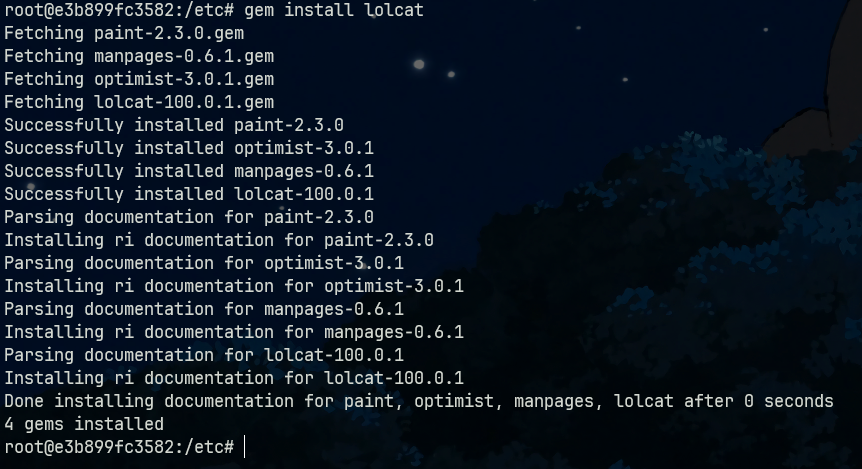 root@e3b899fc3582:/etc# gem install lolcat
Fetching paint-2.3.0.gem
Fetching manpages-0.6.1.gem
Fetching optimist-3.0.1.gem
Fetching lolcat-100.0.1.gem
Successfully installed paint-2.3.0
Successfully installed optimist-3.0.1
Successfully installed manpages-0.6.1
Successfully installed lolcat-100.0.1
Parsing documentation for paint-2.3.0
Installing ri documentation for paint-2.3.0
Parsing documentation for optimist-3.0.1
Installing ri documentation for optimist-3.0.1
Parsing documentation for manpages-0.6.1
Installing ri documentation for manpages-0.6.1
Parsing documentation for lolcat-100.0.1
Installing ri documentation for lolcat-100.0.1
Done installing documentation for paint, optimist, manpages, lolcat after 0 seconds
4 gems installed
root@e3b899fc3582:/etc#